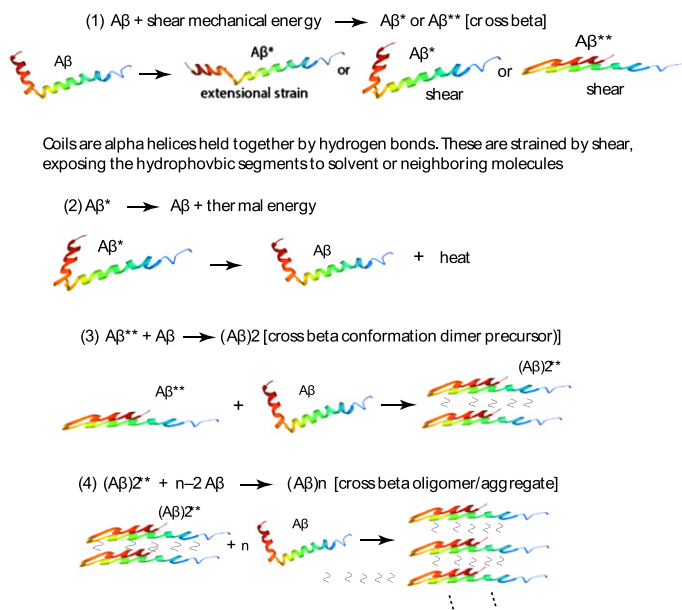 (1) Aβ + shear mechanical energy → Aβ* or Aβ** [cross beta]
Aβ Aβ* or Aβ* or Aβ**
extensional strain shear shear
Coils are alpha helices held together by hydrogen bonds. These are strained by shear,
exposing the hydrophovbic segments to solvent or neighboring molecules
(2) Aβ* → Aβ + thermal energy
Aβ* → Aβ + heat
(3) Aβ** + Aβ → (Aβ)2 [cross beta conformation dimer precursor)]
(Aβ)2**
Aβ** + Aβ
(4) (Aβ)2** + n–2 Aβ → (Aβ)n [cross beta oligomer/aggregate]
(Aβ)2** + n Aβ